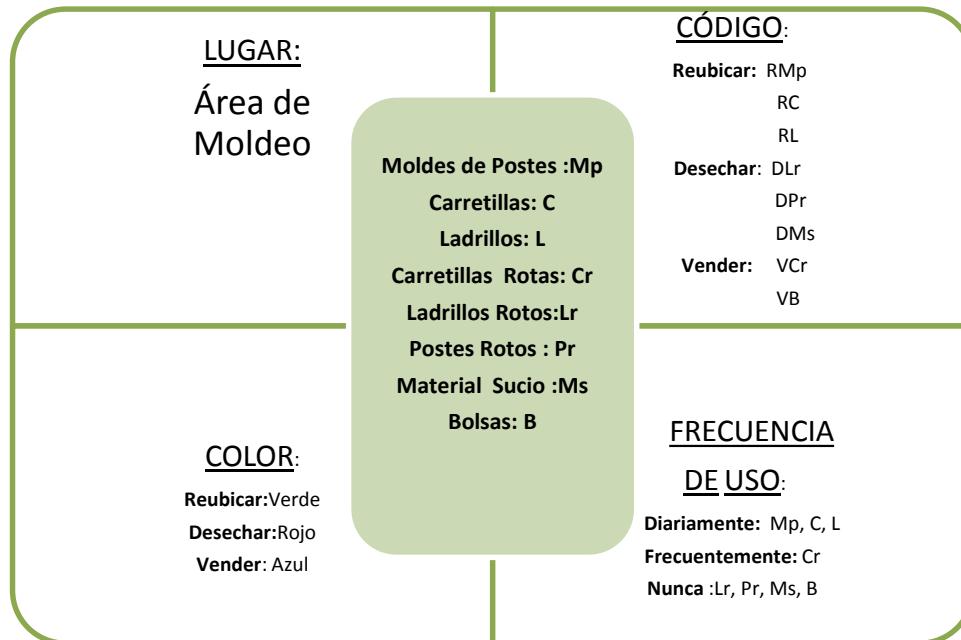 LUGAR:
Área de
Moldeo
CÓDIGO:
Reubicar: RMp
RC
RL
Desechar: DLr
DPr
DMs
Vender: VCr
VB
Moldes de Postes :Mp
Carretillas: C
Ladrillos: L
Carretillas Rotas: Cr
Ladrillos Rotos:Lr
Postes Rotos : Pr
Material Sucio :Ms
Bolsas: B
COLOR:
Reubicar:Verde
Desechar:Rojo
Vender: Azul
FRECUENCIA
DE USO:
Diariamente: Mp, C, L
Frecuentemente: Cr
Nunca :Lr, Pr, Ms, B